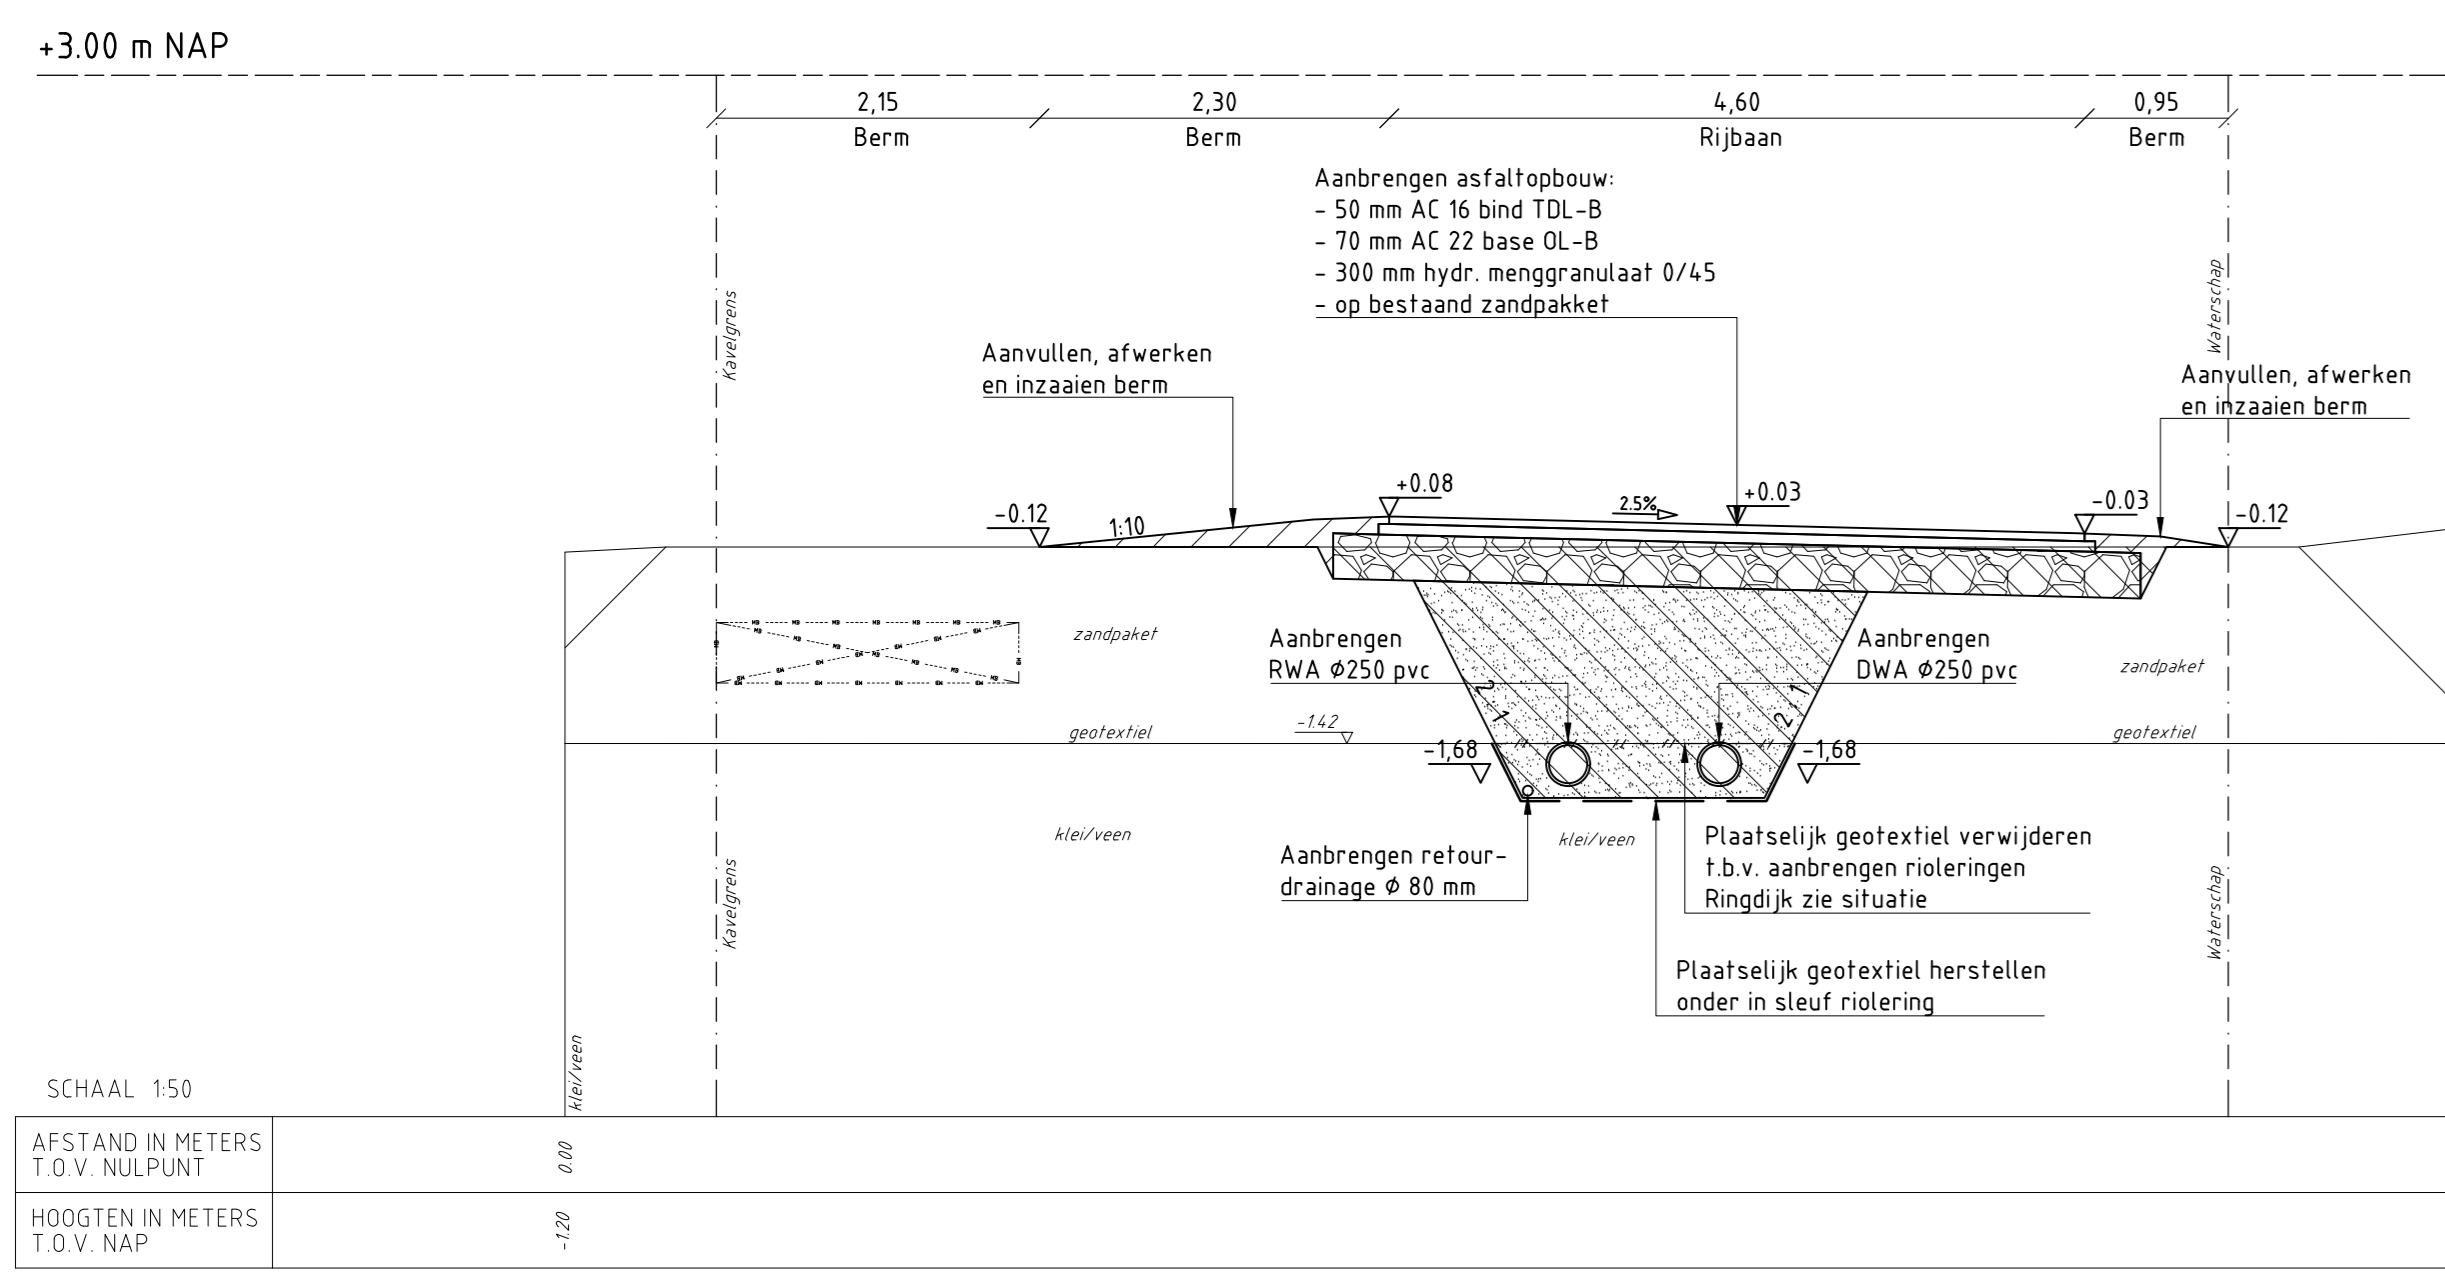 +3.00 m NAP
2,15
2,30
4,60
0,95
Berm
Berm
Rijbaan
Berm
Aanbrengen asfaltopbouw:
- 50 mm AC 16 bind TDL-B
- 70 mm AC 22 base OL-B
- 300 mm hydr. menggranulaat 0/45
- op bestaand zandpakket
Kavelgrens
Waterschap
Aanvullen, afwerken
en inzaaien berm
Aanvullen, afwerken
en inzaaien berm
+0.08
2.5%
+0.03
-0.03
-0.12
1:10
-0.12
zandpaket
Aanbrengen
RWA Ø250 pvc
Aanbrengen
DWA Ø250 pvc
zandpaket
2
1
1
2
geotextiel
-1.42
geotextiel
-1,68
-1,68
klei/veen
klei/veen
Aanbrengen retour-
drainage Ø 80 mm
Plaatselijk geotextiel verwijderen
t.b.v. aanbrengen rioleringen
Ringdijk zie situatie
Kavelgrens
Waterschap
Plaatselijk geotextiel herstellen
onder in sleuf riolering
klei/veen
SCHAAL 1:50
AFSTAND IN METERS
T.O.V. NULPUNT
0.00
HOOGTEN IN METERS
T.O.V. NAP
-1.20